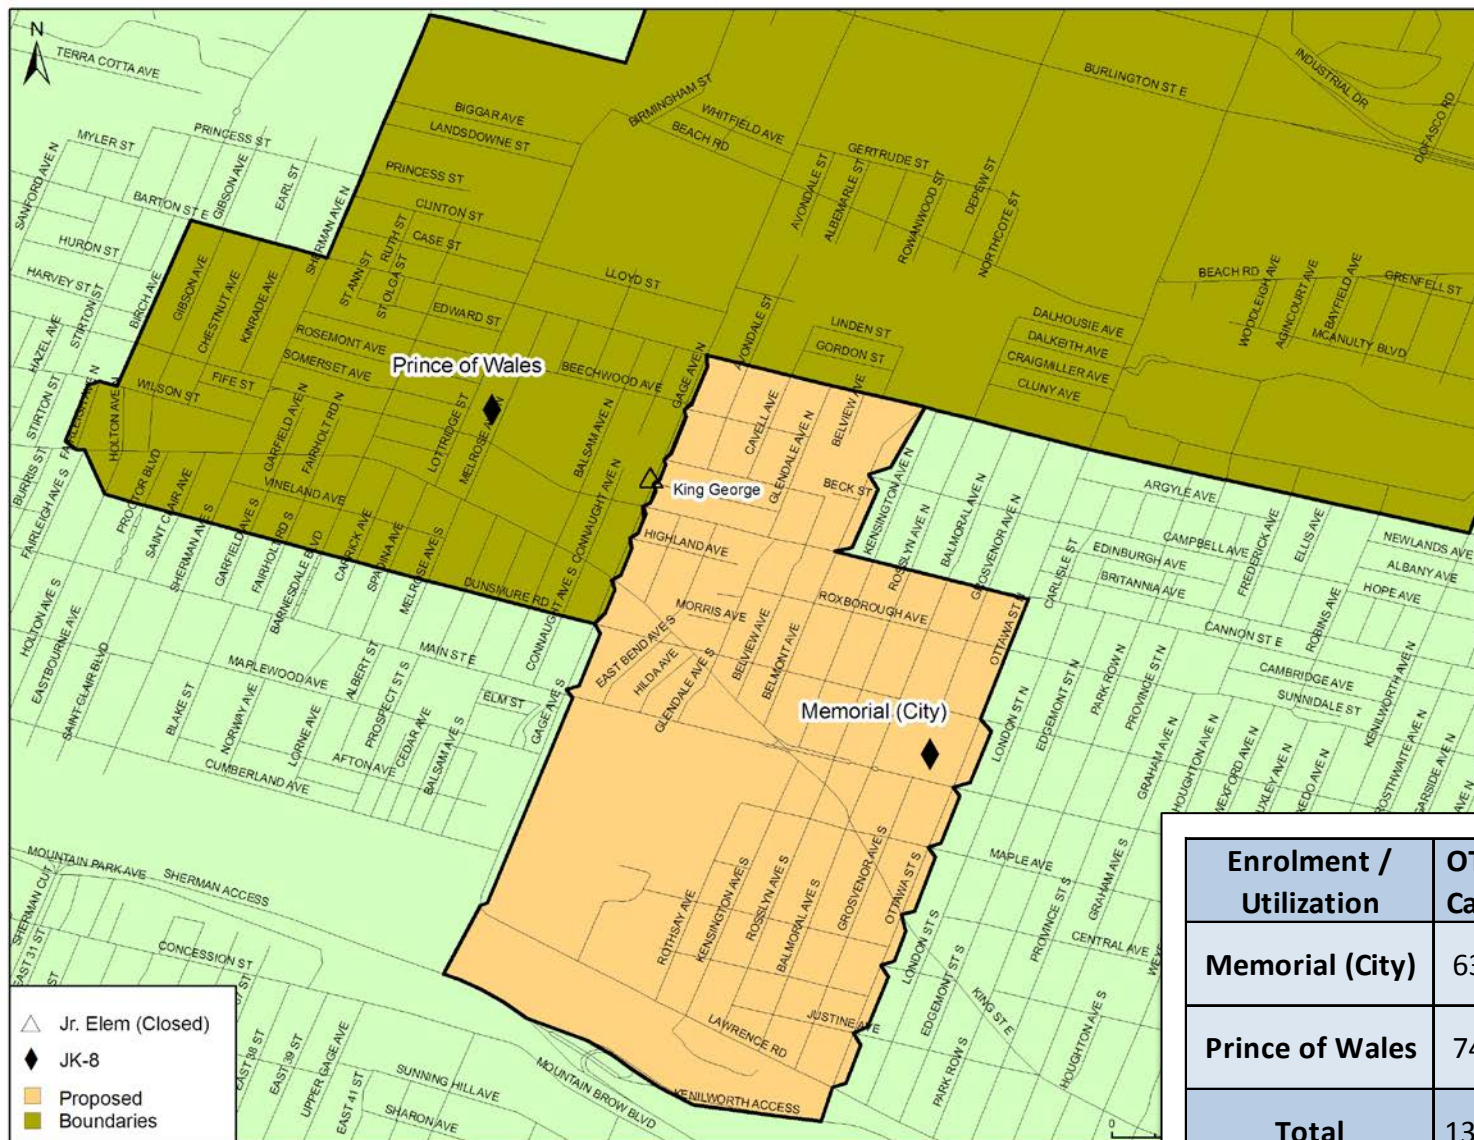 N
TERRA COTTA AVE
BURLINGTON ST E
INDUSTRIAL DR
DOFASCO RD
BIRMINGHAM ST
BIGGAR AVE
WHITFIELD AVE
LANDSDOWNE ST
BEACH RD
PRINCESS ST
MYLER ST
GIBSON AVE
EARL ST
GERTRUDE ST
SANFORD AVE N
PRINCESS ST
AVONDALE ST
ALBEMARLE ST
ROWANWOOD ST
DEPEW ST
NORTHCOTE ST
BARTON ST E
SHERMAN AVE N
CLINTON ST
RUTH ST
CASE ST
HURON ST
HARVEY ST
ST ANN ST
ST OLGA ST
LLOYD ST
BEACH RD
GRENFELL ST
WOODLEIGH AVE
AGINCOURT AVE
BAYFIELD AVE
MCANULTY BLVD
STIRTON ST
BIRCH AVE
GIBSON AVE
CHESTNUT AVE
KINRADE AVE
EDWARD ST
HAZEL AVE
ROSEMONT AVE
SOMERSET AVE
AVONDALE ST
LINDEN ST
GORDON ST
DALHOUSIE AVE
DALKEITH AVE
CRAIGMILLER AVE
CLUNY AVE
Prince of Wales
BEECHWOOD AVE
GAGE AVE N
WILSON ST
FIFE ST
STIRTON ST
FAIRLEIGH AVE N
HOLTON AVE N
GARFIELD AVE N
FAIRHOLT RD N
LOTTRIDGE ST
MELROSE AVE N
BALSAM AVE N
CAVELL AVE
GLENDALE AVE N
BELVIEW AVE
BURRIS ST
FAIRLEIGH AVE S
PROCTOR BLVD
SAINT CLAIR AVE
VINELAND AVE
CONNAUGHT AVE N
King George
BECK ST
KENSINGTON AVE N
ARGYLE AVE
SHERMAN AVE S
GARFIELD AVE S
FAIRHOLT RD S
BARNESDALE BLVD
CARRICK AVE
SPADINA AVE
MELROSE AVE S
HIGHLAND AVE
ROSSLYN AVE N
BALMORAL AVE N
GROSVENOR AVE N
CAMPBELL AVE
FREDERICK AVE
ELLIS AVE
NEWLANDS AVE
EDINBURGH AVE
ALBANY AVE
BRITANNIA AVE
HOPE AVE
CARLISLE ST
ROBINS AVE
DUNSMURE RD
MORRIS AVE
ROXBOROUGH AVE
CANNON ST E
HOLTON AVE S
EASTBOURNE AVE
SAINT CLAIR BLVD
MAIN ST E
CONNAUGHT AVE S
EAST BEND AVE S
HILDA AVE
GLENDALE AVE S
BELVIEW AVE
BELMONT AVE
OTTAWA ST N
CAMBRIDGE AVE
SUNNIDALE ST
MAPLEWOOD AVE
ALBERT ST
ELM ST
GAGE AVE S
Memorial (City)
LONDON ST N
EDGEMONT ST N
PARK ROW N
PROVINCE ST N
KENILWORTH AVE N
BLAKE ST
NORWAY AVE
LORNE AVE
PROSPECT ST S
CEDAR AVE
BALSAM AVE S
AFTON AVE
CUMBERLAND AVE
GRAHAM AVE N
HOUGHTON AVE N
MOUNTAIN PARK AVE
SHERMAN ACCESS
SHERMAN CUT
MAPLE AVE
ROTHSAY AVE
KENSINGTON AVE S
ROSSLYN AVE S
BALMORAL AVE S
GROSVENOR AVE S
OTTAWA ST S
GRAHAM AVE S
PROVINCE ST S
CENTRAL AVE
CONCESSION ST
EAST 31 ST
LONDON ST S
EDGEMONT ST S
KING ST E
HOUGHTON AVE S
JUSTINE AVE
LAWRENCE RD
PARK ROW S
EAST 38 ST
EAST 39 ST
UPPER GAGE AVE
EAST 41 ST
SUNNING HILL AVE
SHARON AVE
MOUNTAIN BROW BLVD
KENILWORTH ACCESS
Jr. Elem (Closed)
JK-8
Proposed
Boundaries
0
Enrolment /
Utilization
Memorial (City)
Prince of Wales
Total